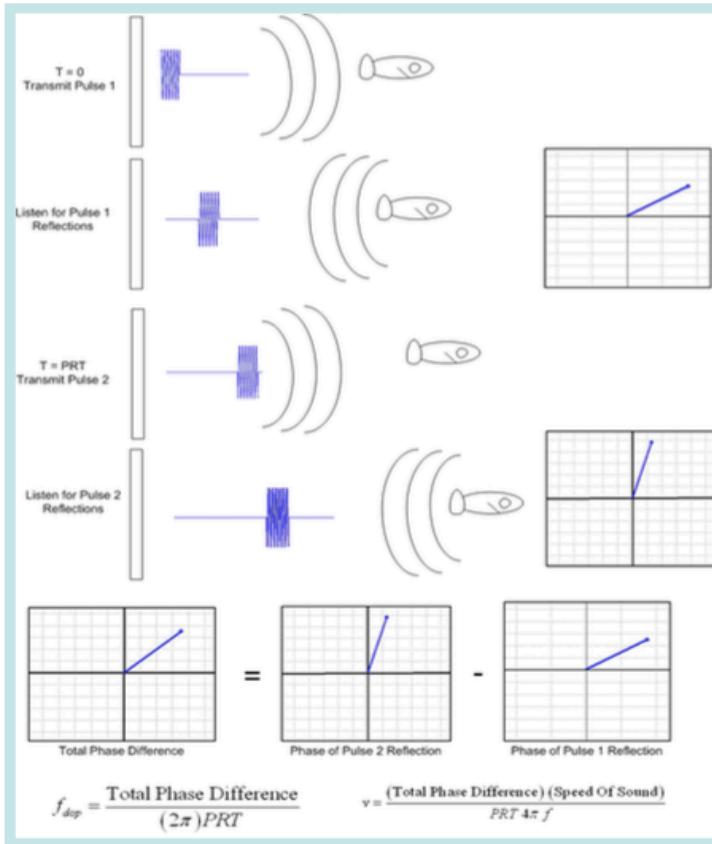 T = 0
Transmit Pulse 1
Listen for Pulse 1
Reflections
T = PRT
Transmit Pulse 2
Listen for Pulse 2
Reflections
=
-
Total Phase Difference
Phase of Pulse 2 Reflection
Phase of Pulse 1 Reflection
f_dop = Total Phase Difference / (2π)PRT
v = (Total Phase Difference) (Speed Of Sound) / PRT 4π f